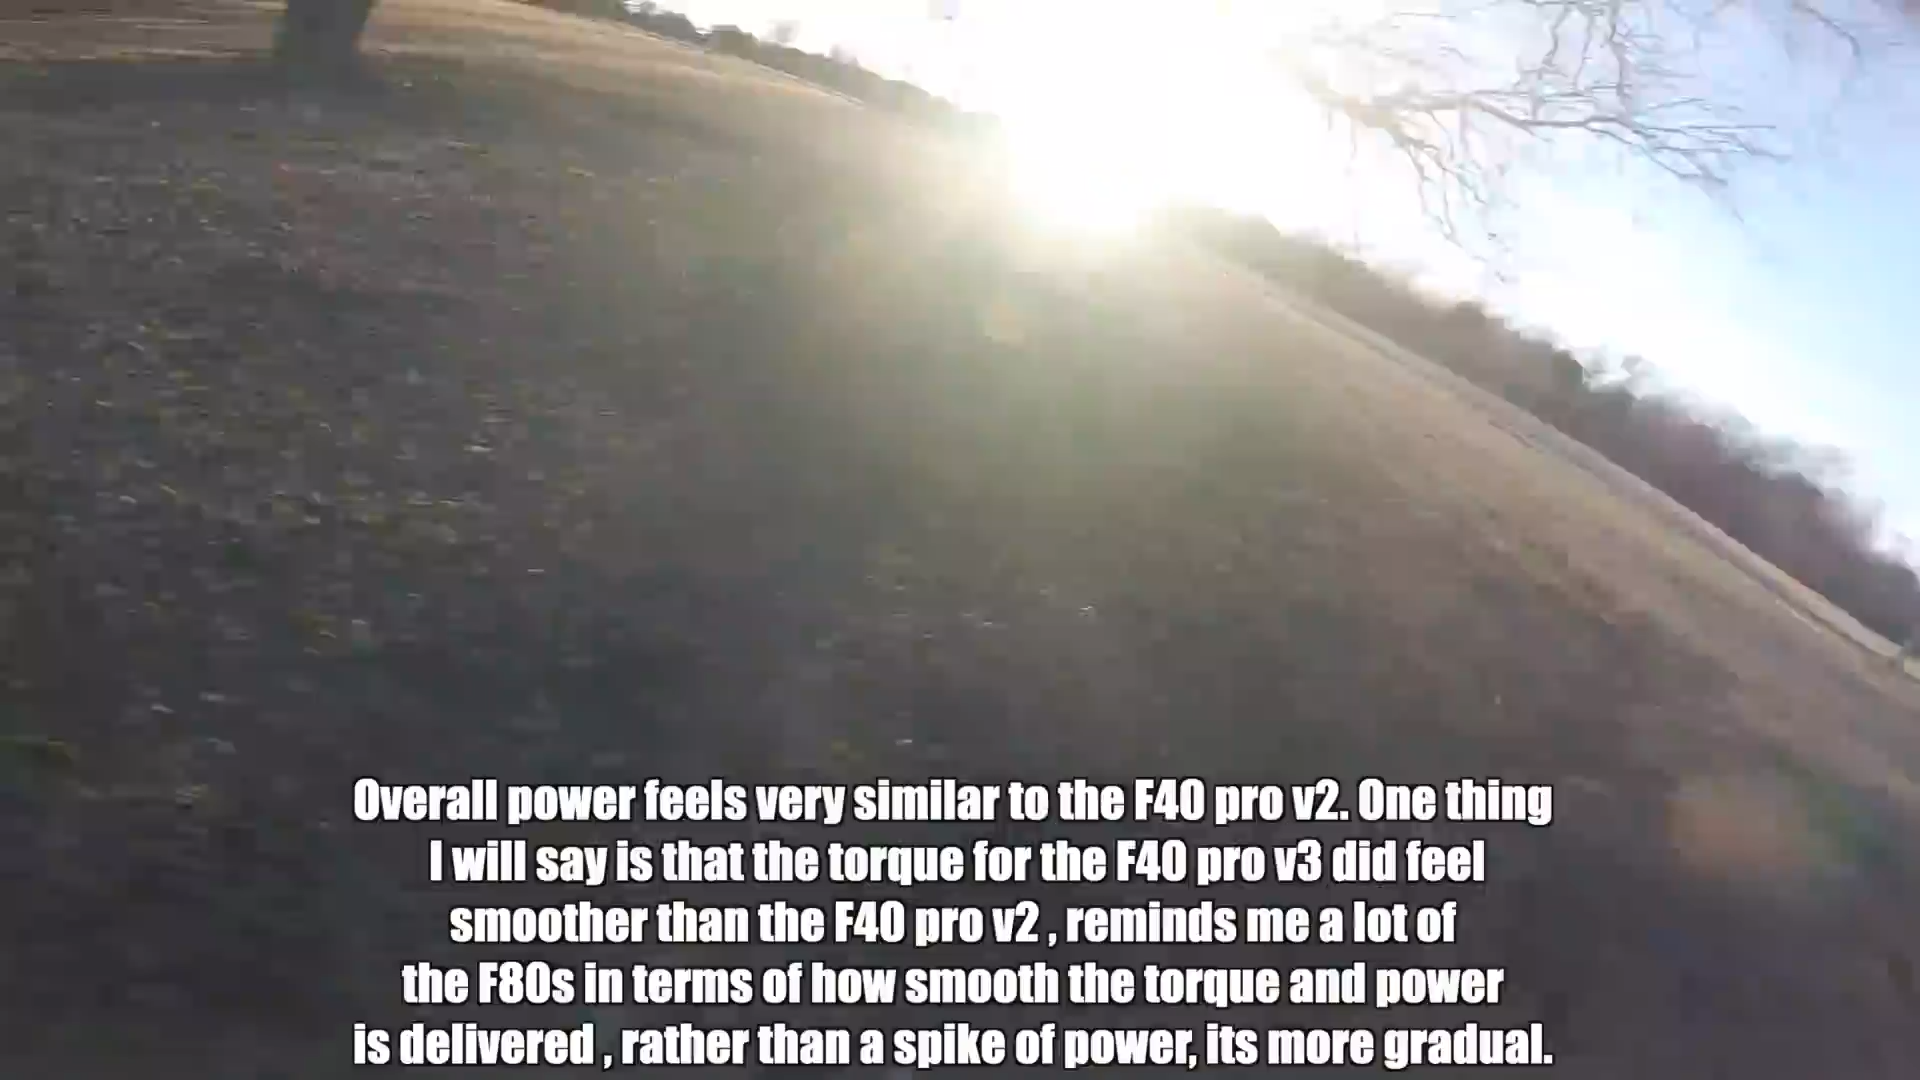 Overall power feels very similar to the F40 pro v2. One thing
I will say is that the torque for the F40 pro v3 did feel
smoother than the F40 pro v2 , reminds me a lot of
the F80s in terms of how smooth the torque and power
is delivered , rather than a spike of power, its more gradual.